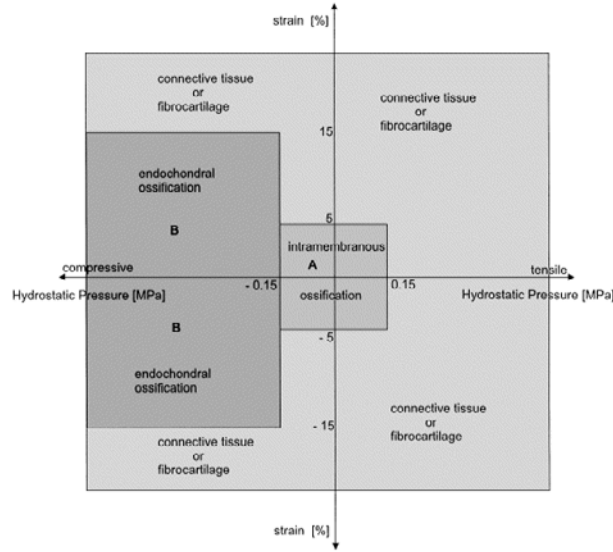 strain [%]
connective tissue
or
fibrocartilage
connective tissue
or
fibrocartilage
15
endochondral
ossification
B
5
intramembranous
A
compressive
tensile
Hydrostatic Pressure [MPa]
- 0.15
0.15
Hydrostatic Pressure [MPa]
ossification
B
- 5
endochondral
ossification
connective tissue
or
fibrocartilage
- 15
connective tissue
or
fibrocartilage
strain [%]